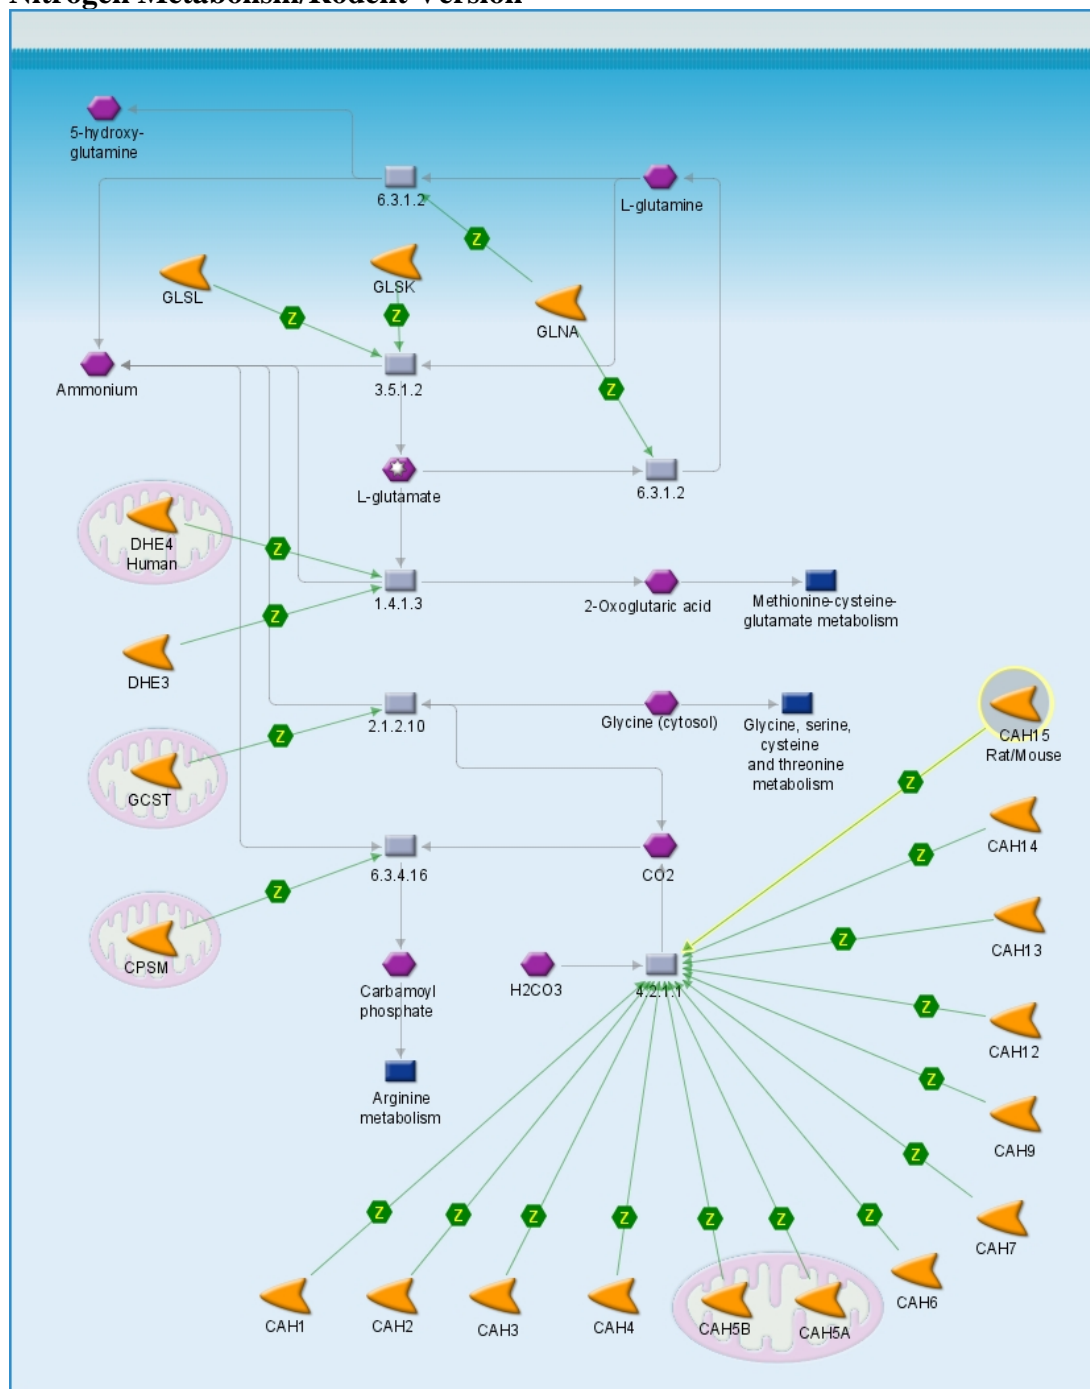 Nitrogen Metabolism/Rodent Version
5-hydroxy-
glutamine
6.3.1.2
L-glutamine
Z
GLSL
GLSK
GLNA
Z
Z
Ammonium
3.5.1.2
Z
L-glutamate
6.3.1.2
DHE4
Human
Z
1.4.1.3
2-Oxoglutaric acid
Methionine-cysteine-
glutamate metabolism
Z
DHE3
2.1.2.10
Glycine (cytosol)
Glycine, serine,
cysteine
and threonine
metabolism
CAH15
Rat/Mouse
Z
GCST
Z
CAH14
Z
6.3.4.16
CO2
Z
CPSM
Z
CAH13
Carbamoyl
phosphate
H2CO3
4.2.1.1
Z
CAH12
Z
Arginine
metabolism
CAH9
Z
Z
Z
Z
Z
Z
Z
Z
CAH7
CAH6
CAH1
CAH2
CAH3
CAH4
CAH5B
CAH5A